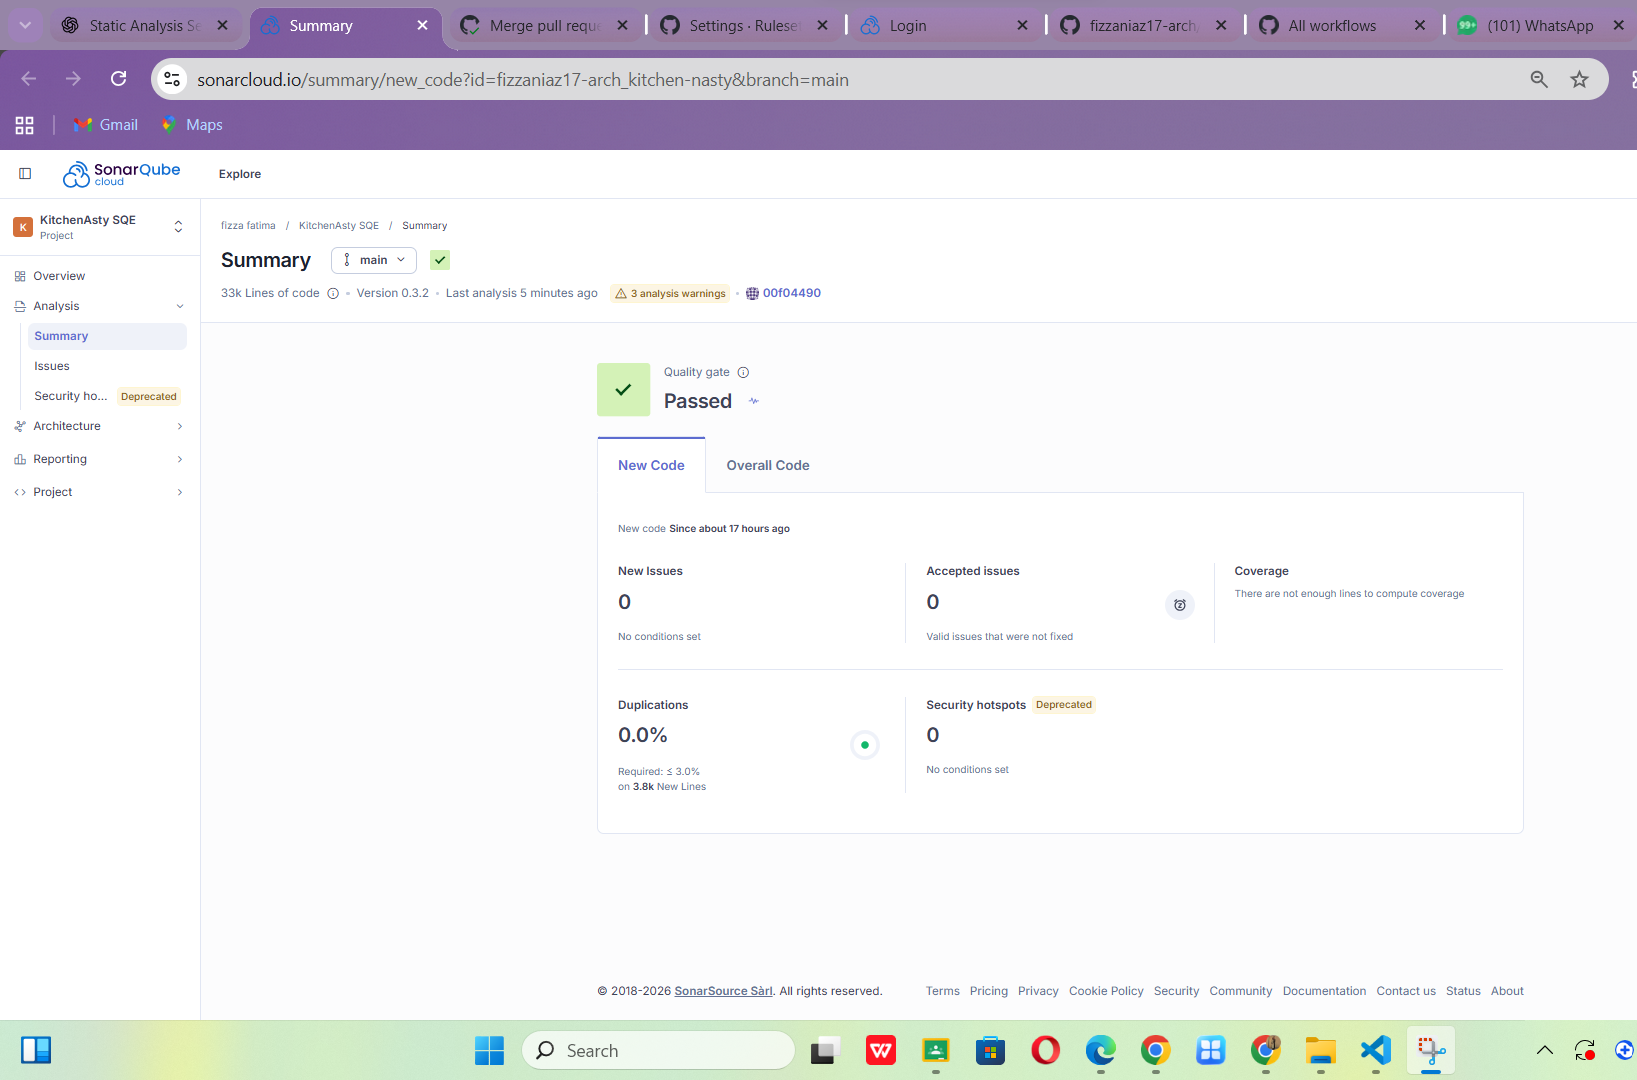 Static Analysis Se
Summary
Merge pull reque
Settings · Ruleset
Login
fizzaniaz17-arch/
All workflows
99+
(101) WhatsApp
sonarcloud.io/summary/new_code?id=fizzaniaz17-arch_kitchen-nasty&branch=main
Gmail
Maps
SonarQube
cloud
Explore
K
KitchenAsty SQE
Project
Overview
Analysis
Summary
Issues
Security ho... Deprecated
Architecture
Reporting
Project
fizza fatima / KitchenAsty SQE / Summary
Summary
main
33k Lines of code • Version 0.3.2 • Last analysis 5 minutes ago
3 analysis warnings • 00f04490
Quality gate
Passed
New Code
Overall Code
New code Since about 17 hours ago
New Issues
0
No conditions set
Accepted issues
0
Valid issues that were not fixed
Coverage
There are not enough lines to compute coverage
Duplications
0.0%
Required: ≤ 3.0%
on 3.8k New Lines
Security hotspots Deprecated
0
No conditions set
© 2018-2026 SonarSource Sàrl. All rights reserved.
Terms Pricing Privacy Cookie Policy Security Community Documentation Contact us Status About
Search